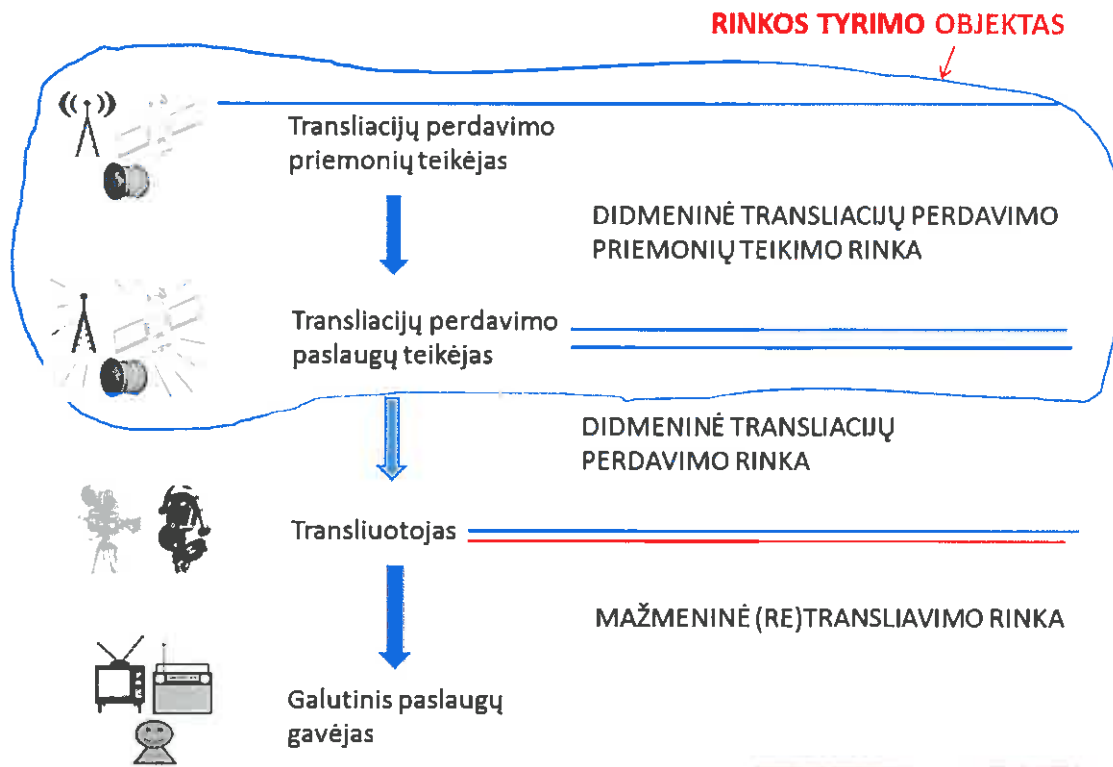 RINKOS TYRIMO OBJEKTAS
Transliacijų perdavimo
priemonių teikėjas
DIDMENINĖ TRANSLIACIJŲ PERDAVIMO
PRIEMONIŲ TEIKIMO RINKA
Transliacijų perdavimo
paslaugų teikėjas
DIDMENINĖ TRANSLIACIJŲ
PERDAVIMO RINKA
Transliuotojas
MAŽMENINĖ (RE)TRANSLIAVIMO RINKA
Galutinis paslaugų
gavėjas